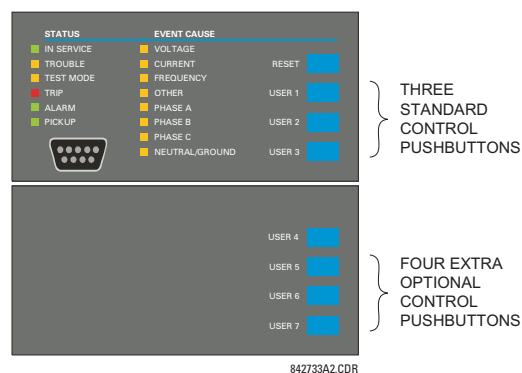 STATUS EVENT CAUSE
IN SERVICE VOLTAGE
TROUBLE CURRENT RESET
TEST MODE FREQUENCY
TRIP OTHER USER 1
ALARM PHASE A
PICKUP PHASE B USER 2
PHASE C
NEUTRAL/GROUND USER 3
THREE
STANDARD
CONTROL
PUSHBUTTONS
USER 4
USER 5
USER 6
USER 7
FOUR EXTRA
OPTIONAL
CONTROL
PUSHBUTTONS
842733A2.CDR